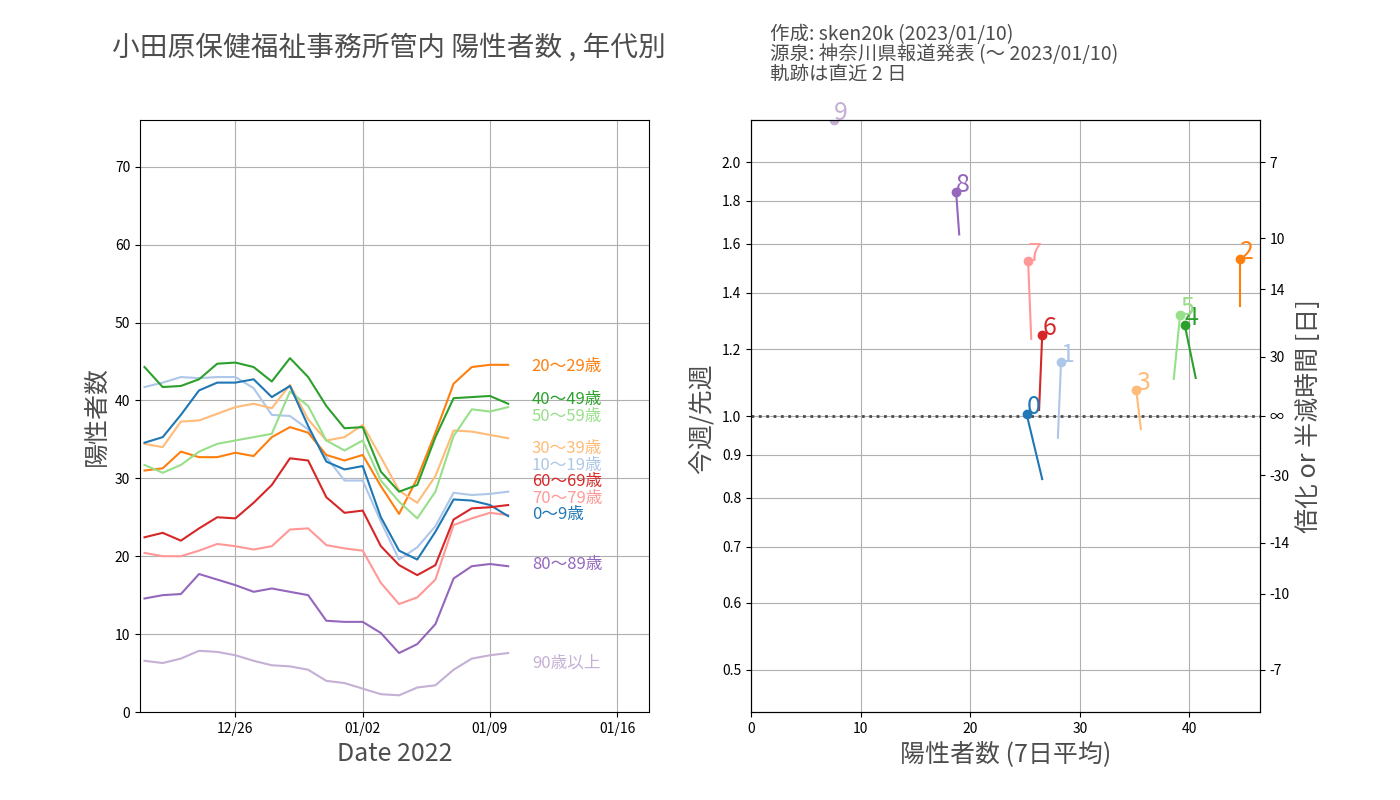 小田原保健福祉事務所管内 陽性者数 , 年代別
作成: sken20k (2023/01/10)
源泉: 神奈川県報道発表 (〜 2023/01/10)
軌跡は直近 2 日
陽性者数
70
60
50
40
30
20
10
0
12/26
01/02
01/09
01/16
Date 2022
20〜29歳
40〜49歳
50〜59歳
30〜39歳
10〜19歳
60〜69歳
70〜79歳
0〜9歳
80〜89歳
90歳以上
今週/先週
2.0
1.8
1.6
1.4
1.2
1.0
0.9
0.8
0.7
0.6
0.5
0
10
20
30
40
陽性者数 (7日平均)
9
8
7
2
5
4
6
1
3
0
7
10
14
30
∞
-30
-14
-10
-7
倍化 or 半減時間 [日]